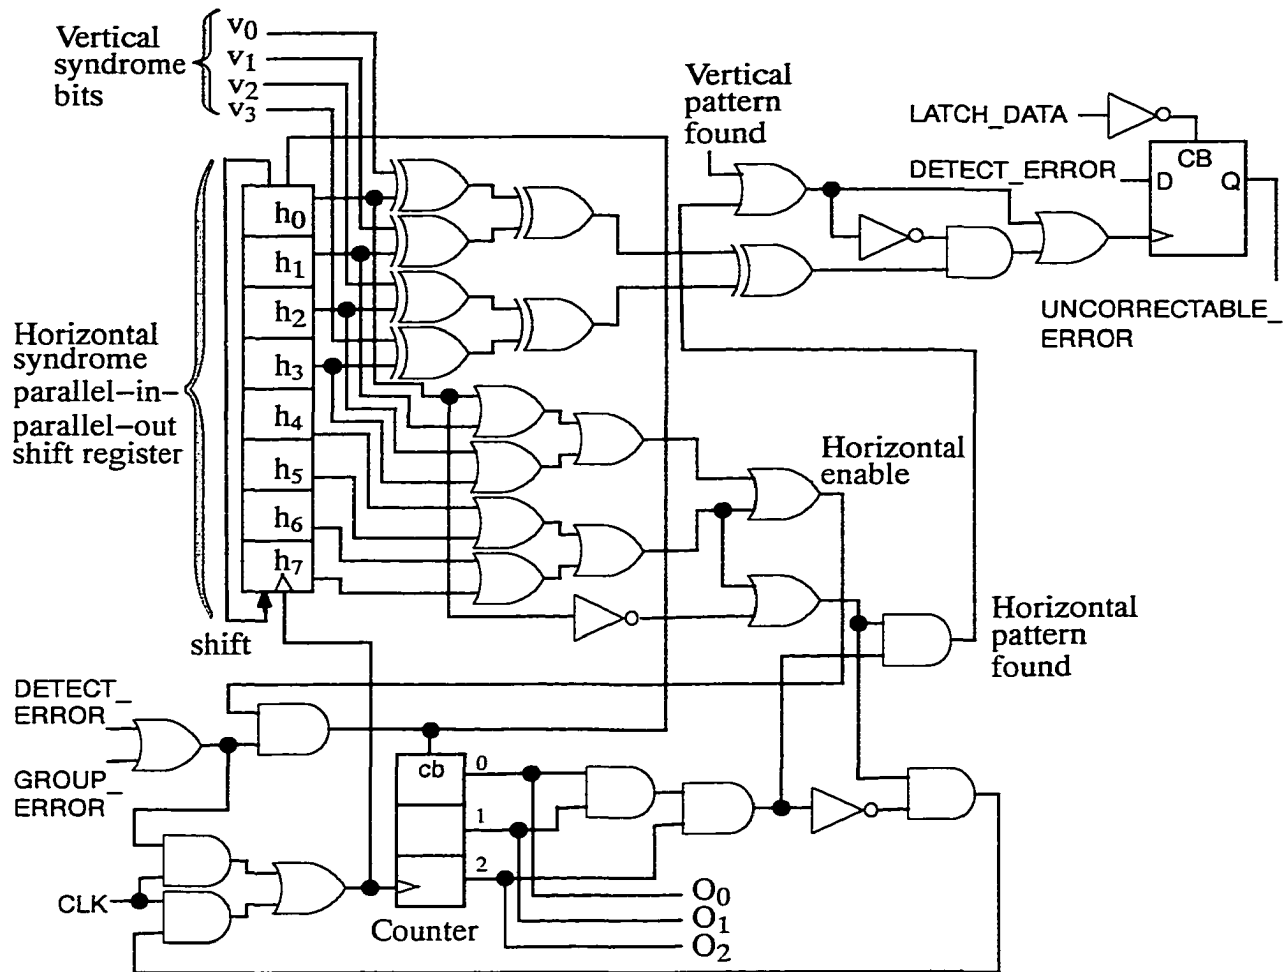 Vertical
syndrome
bits
v0
v1
v2
v3
Vertical
pattern
found
LATCH_DATA
CB
DETECT_ERROR
D
Q
UNCORRECTABLE_
ERROR
h0
h1
h2
h3
h4
h5
h6
h7
Horizontal
syndrome
parallel-in-
parallel-out
shift register
shift
Horizontal
enable
Horizontal
pattern
found
DETECT_
ERROR
GROUP_
ERROR
CLK
cb
0
1
2
Counter
O0
O1
O2